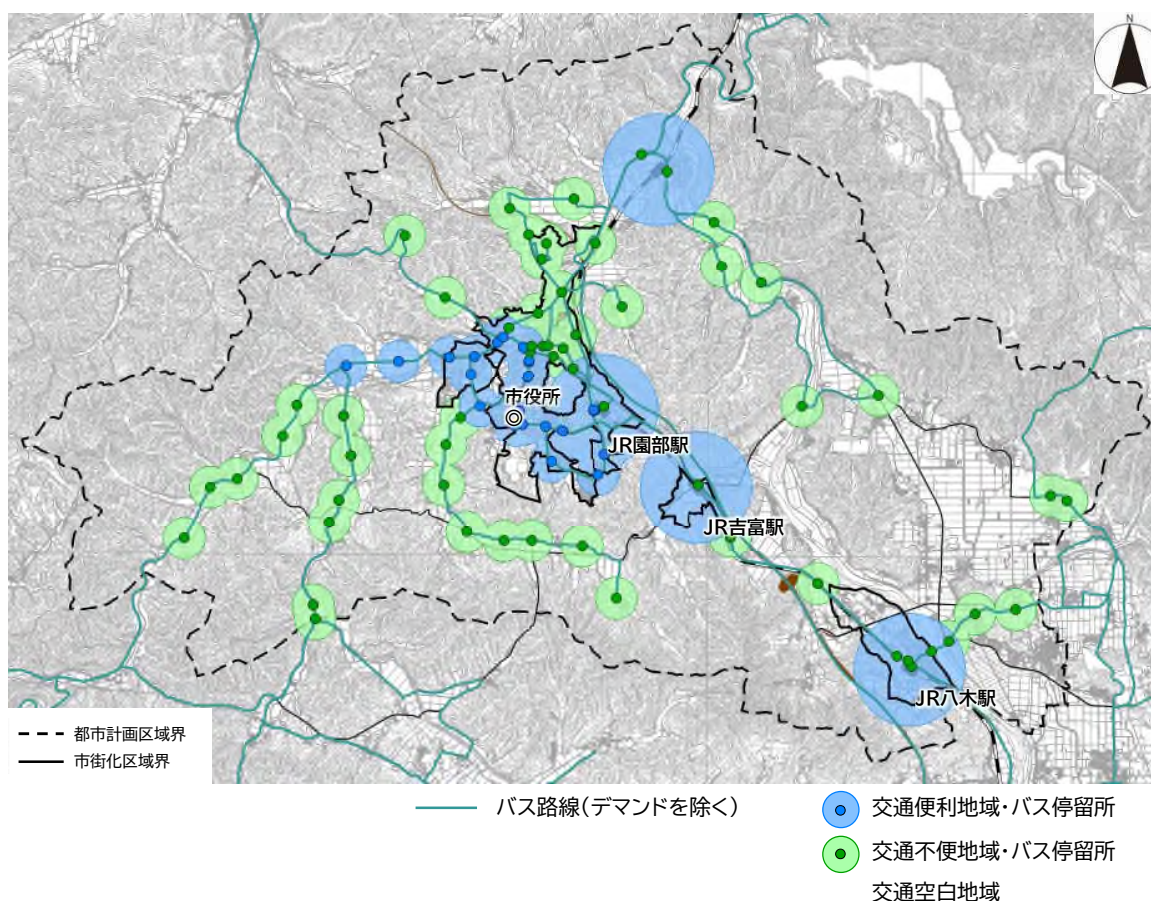 N
市役所
JR園部駅
JR吉富駅
JR八木駅
都市計画区域界
市街化区域界
バス路線(デマンドを除く)
交通便利地域・バス停留所
交通不便地域・バス停留所
交通空白地域